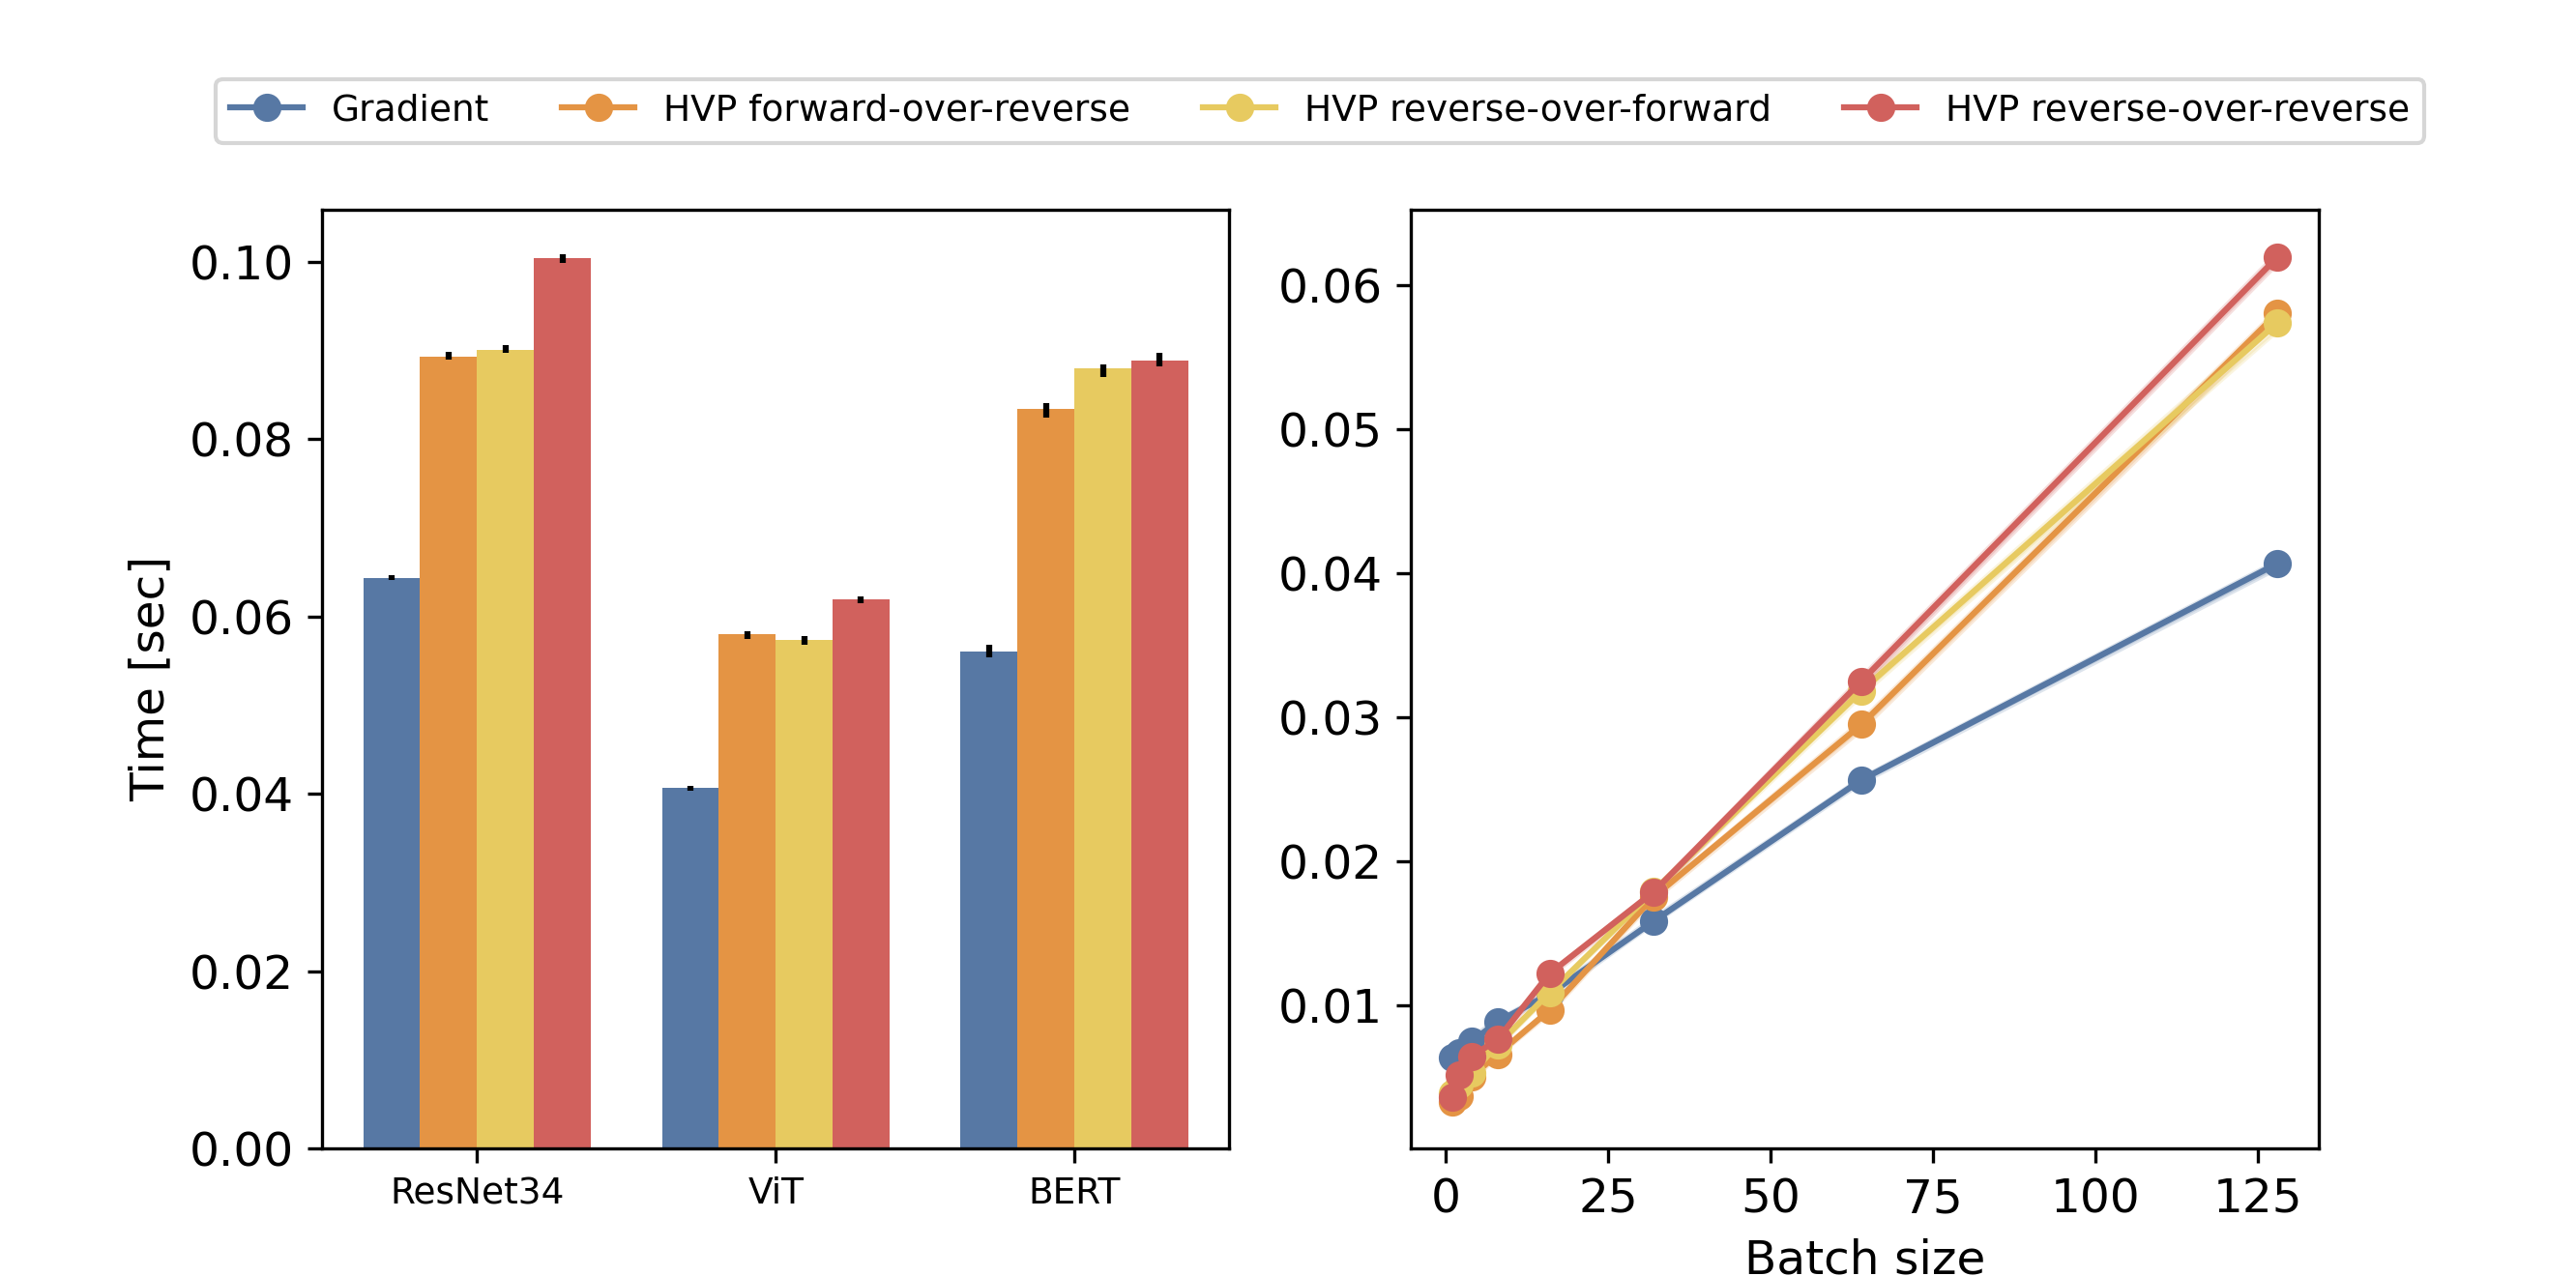 Gradient HVP forward-over-reverse HVP reverse-over-forward HVP reverse-over-reverse
Time [sec]
0.10
0.08
0.06
0.04
0.02
0.00
ResNet34 ViT BERT
0.06
0.05
0.04
0.03
0.02
0.01
0 25 50 75 100 125
Batch size